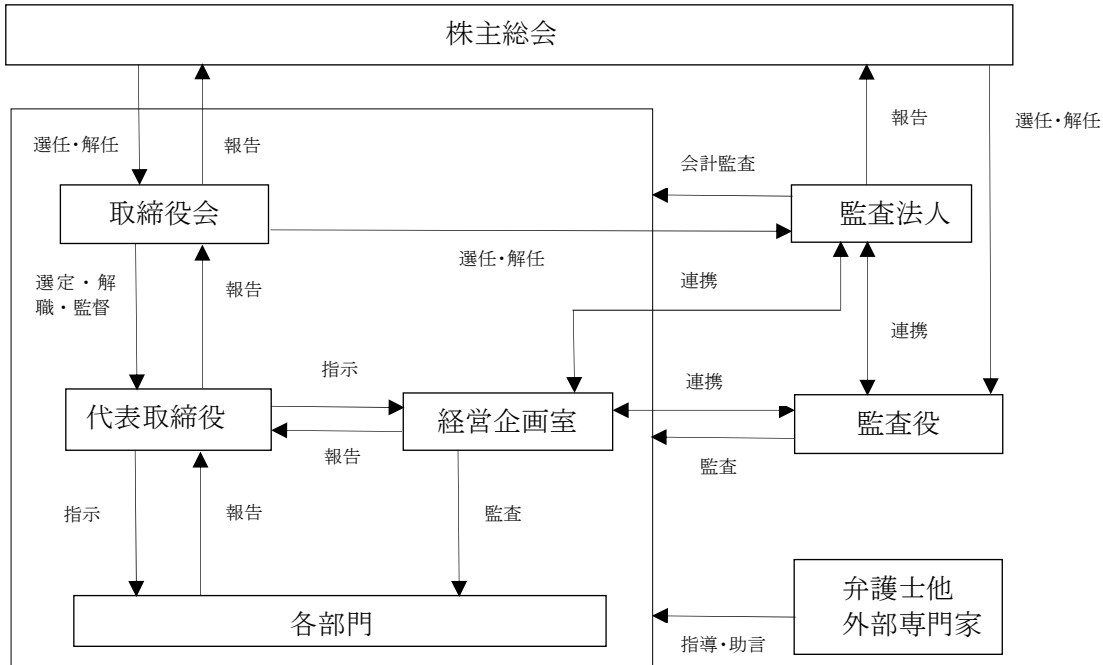 株主総会
選任・解任
報告
報告
選任・解任
会計監査
取締役会
監査法人
選任・解任
選定・解
職・監督
報告
連携
連携
指示
連携
代表取締役
経営企画室
監査役
報告
監査
指示
報告
監査
弁護士他
外部専門家
各部門
指導・助言